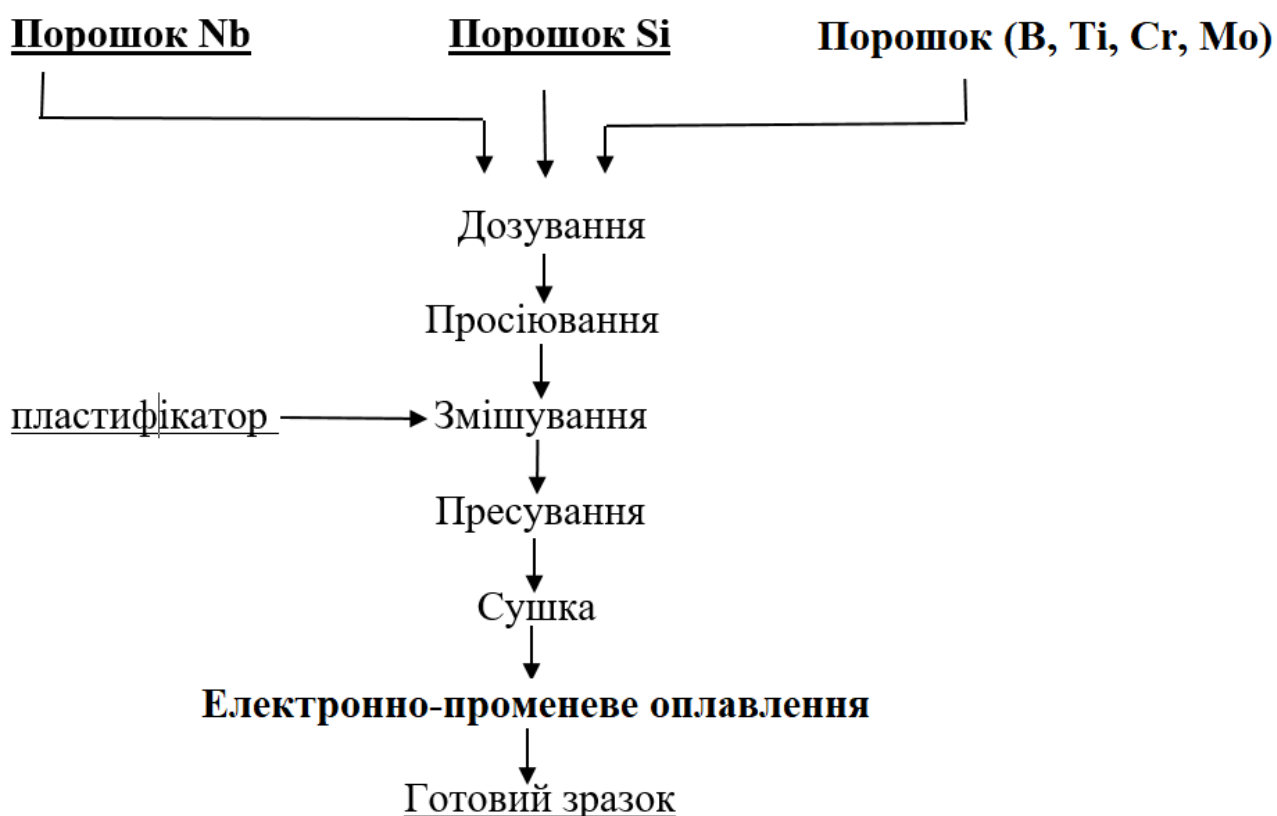 Порошок Nb
Порошок Si
Порошок (B, Ti, Cr, Mo)
Дозування
Просіювання
пластифікатор
Змішування
Пресування
Сушка
Електронно-променеве оплавлення
Готовий зразок